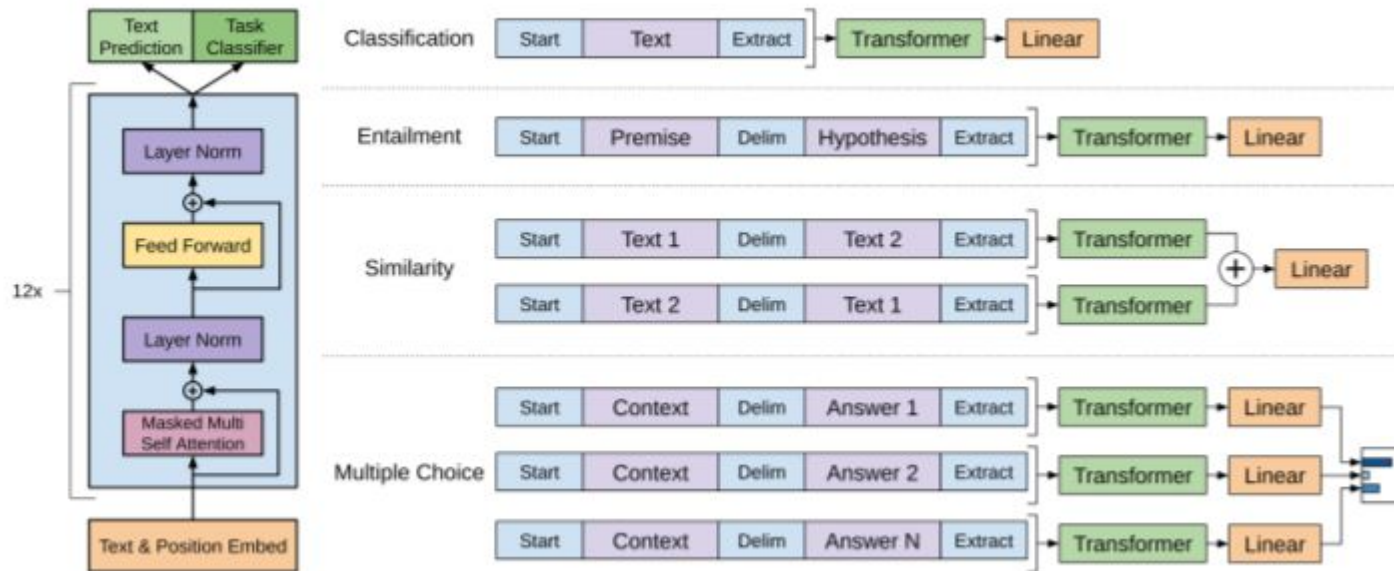 Text
Prediction
Task
Classifier
Layer Norm
+
Feed Forward
12x
Layer Norm
+
Masked Multi
Self Attention
Text & Position Embed
Classification
Start Text Extract Transformer Linear
Entailment
Start Premise Delim Hypothesis Extract Transformer Linear
Similarity
Start Text 1 Delim Text 2 Extract Transformer
+ Linear
Start Text 2 Delim Text 1 Extract Transformer
Multiple Choice
Start Context Delim Answer 1 Extract Transformer Linear
Start Context Delim Answer 2 Extract Transformer Linear
Start Context Delim Answer N Extract Transformer Linear